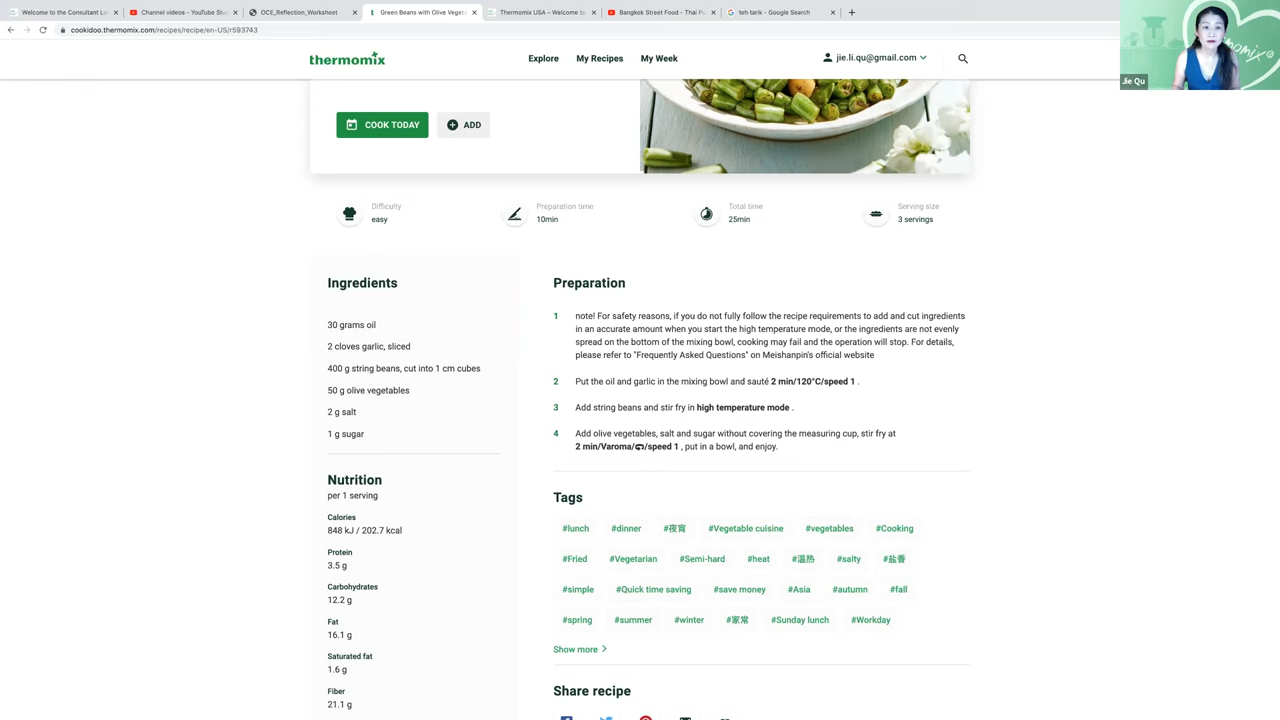 Welcome to the Consultant Lo
Channel videos - YouTube Stu
OCE_Reflection_Worksheet
Green Beans with Olive Veget
Thermomix USA – Welcome to
Bangkok Street Food - Thai Pu
teh tarik - Google Search
cookidoo.thermomix.com/recipes/recipe/en-US/r593743
thermomix
Explore
My Recipes
My Week
jie.li.qu@gmail.com
Jie Qu
COOK TODAY
ADD
Difficulty
easy
Preparation time
10min
Total time
25min
Serving size
3 servings
Ingredients
30 grams oil
2 cloves garlic, sliced
400 g string beans, cut into 1 cm cubes
50 g olive vegetables
2 g salt
1 g sugar
Nutrition
per 1 serving
Calories
848 kJ / 202.7 kcal
Protein
3.5 g
Carbohydrates
12.2 g
Fat
16.1 g
Saturated fat
1.6 g
Fiber
21.1 g
Preparation
1 note! For safety reasons, if you do not fully follow the recipe requirements to add and cut ingredients
in an accurate amount when you start the high temperature mode, or the ingredients are not evenly
spread on the bottom of the mixing bowl, cooking may fail and the operation will stop. For details,
please refer to "Frequently Asked Questions" on Meishanpin's official website
2 Put the oil and garlic in the mixing bowl and sauté 2 min/120°C/speed 1 .
3 Add string beans and stir fry in high temperature mode .
4 Add olive vegetables, salt and sugar without covering the measuring cup, stir fry at
2 min/Varoma/ /speed 1 , put in a bowl, and enjoy.
Tags
#lunch #dinner #夜宵 #Vegetable cuisine #vegetables #Cooking
#Fried #Vegetarian #Semi-hard #heat #温热 #salty #盐香
#simple #Quick time saving #save money #Asia #autumn #fall
#spring #summer #winter #家常 #Sunday lunch #Workday
Show more
Share recipe